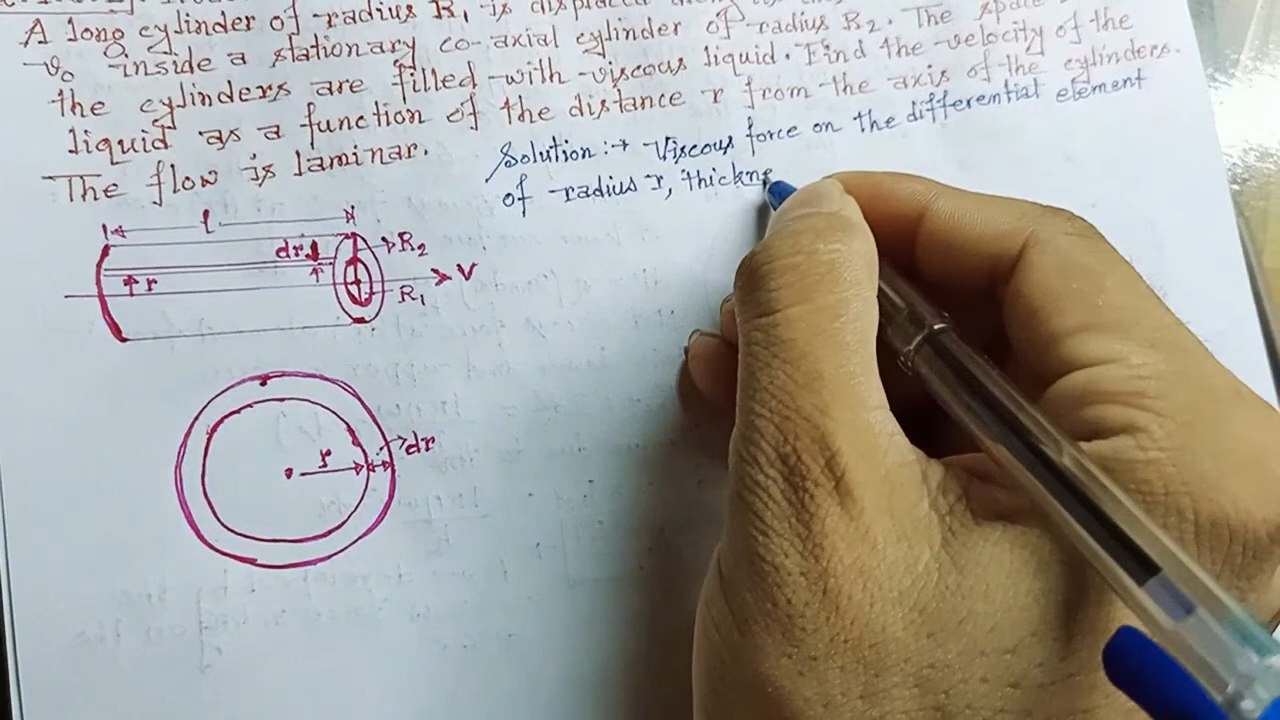 A long cylinder of radius R₁ is displaced
v₀ inside a stationary co-axial cylinder of radius R₂. The space
the cylinders are filled with viscous liquid. Find the velocity of the
liquid as a function of the distance r from the axis of the cylinders.
The flow is laminar.
Solution :→ Viscous force on the differential element
of radius r, thickne
l
dr
R₂
r
V
R₁
r
dr